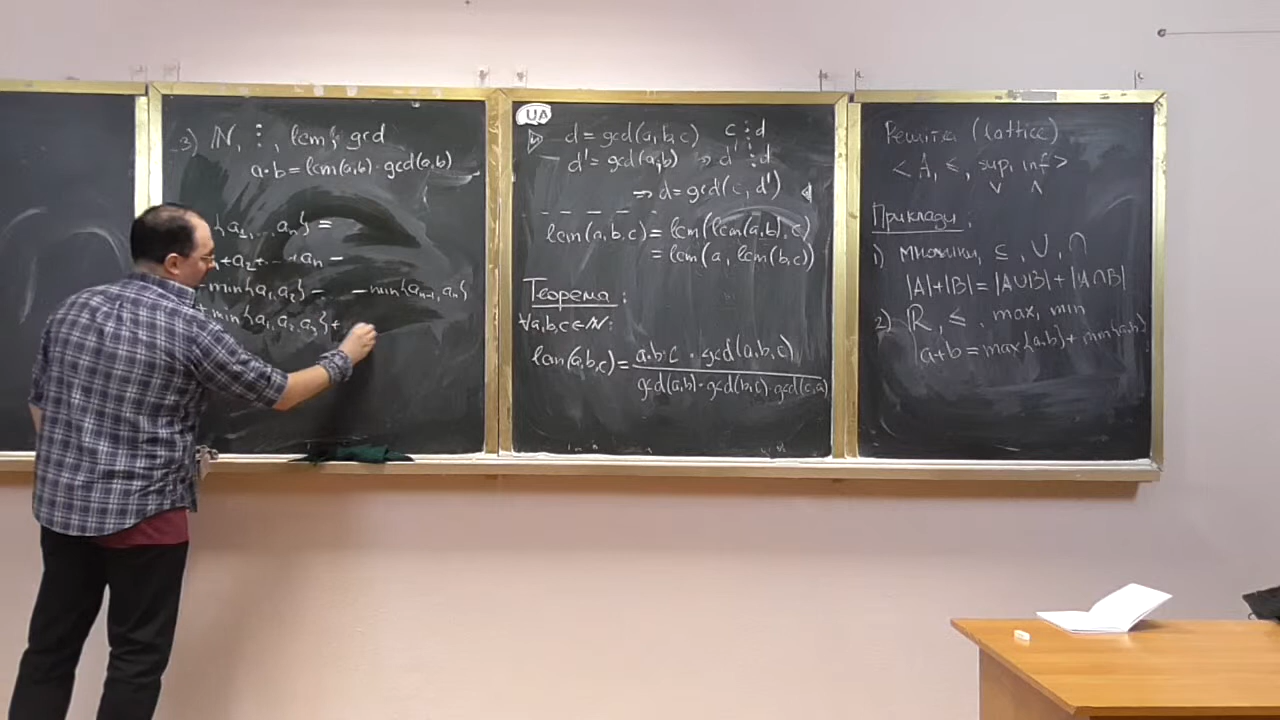 3) ℕ, ⋮, lcm, gcd
a·b = lcm(a,b)·gcd(a,b)
{a₂,...aₙ} =
+a₂+...+aₙ −
−min{a₁,a₂} − ... −min{aₙ₋₁,aₙ}
+min{a₁,a₂,a₃}+
UA
d = gcd(a,b,c) c ⋮ d
d' = gcd(a,b) ⇒ d' ⋮ d
⇒ d = gcd(c, d')
lcm(a,b,c) = lcm(lcm(a,b),c)
= lcm(a, lcm(b,c))
Теорема:
∀a,b,c∈ℕ:
lcm(a,b,c) = a·b·c · gcd(a,b,c) / gcd(a,b)·gcd(b,c)·gcd(c,a)
Решітка (lattice)
< A, ≤, sup, inf >
∨ ∧
Приклади:
1) Множини, ⊆, ∪, ∩
|A|+|B| = |A∪B| + |A∩B|
2) ℝ, ≤, max, min
a+b = max{a,b} + min{a,b}